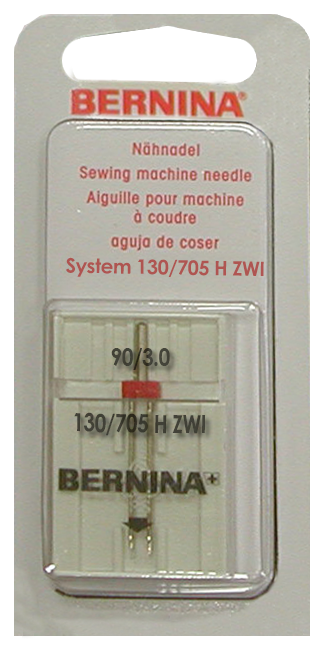 BERNINA®
Nähnadel
Sewing machine needle
Aiguille pour machine
à coudre
aguja de coser
System 130/705 H ZWI
90/3.0
130/705 H ZWI
BERNINA+